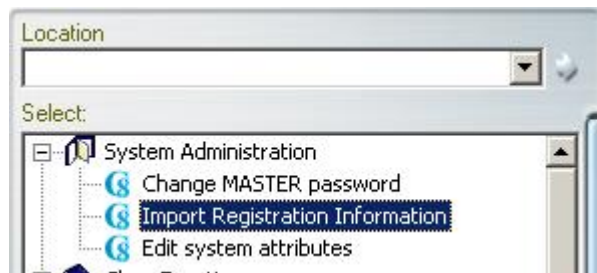 Location
Select:
System Administration
Change MASTER password
Import Registration Information
Edit system attributes